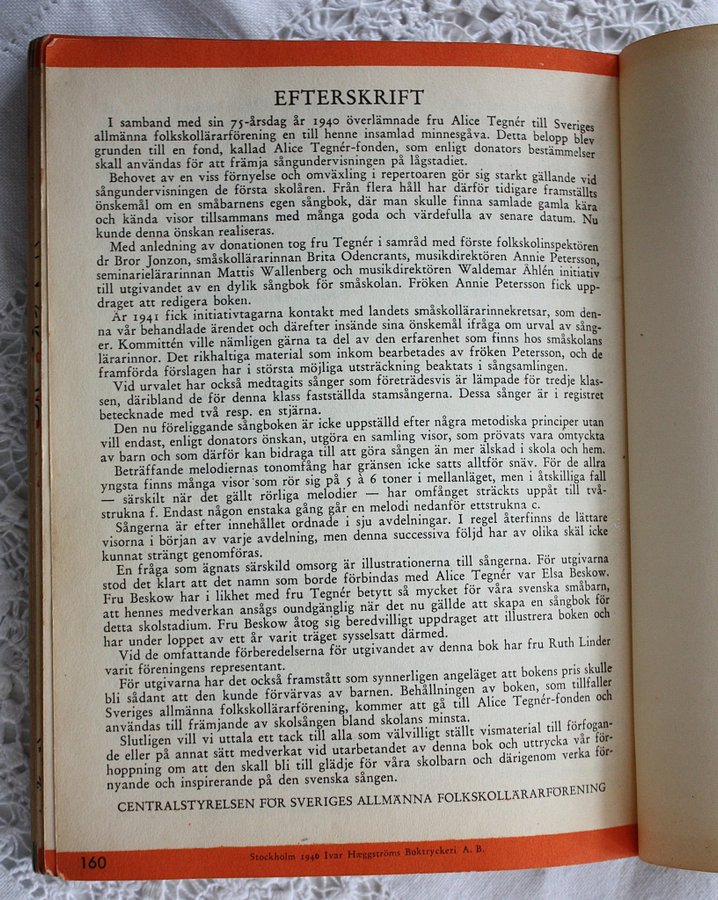 EFTERSKRIFT
I samband med sin 75-årsdag år 1940 överlämnade fru Alice Tegnér till Sveriges
allmänna folkskollärarförening en till henne insamlad minnesgåva. Detta belopp blev
grunden till en fond, kallad Alice Tegnér-fonden, som enligt donators bestämmelser
skall användas för att främja sångundervisningen på lågstadiet.
Behovet av en viss förnyelse och omväxling i repertoaren gör sig starkt gällande vid
sångundervisningen de första skolåren. Från flera håll har därför tidigare framställts
önskemål om en småbarnens egen sångbok, där man skulle finna samlade gamla kära
och kända visor tillsammans med många goda och värdefulla av senare datum. Nu
kunde denna önskan realiseras.
Med anledning av donationen tog fru Tegnér i samråd med förste folkskolinspektören
dr Bror Jonzon, småskollärarinnan Brita Odencrants, musikdirektören Annie Petersson,
seminarielärarinnan Mattis Wallenberg och musikdirektören Waldemar Åhlén initiativ
till utgivandet av en dylik sångbok för småskolan. Fröken Annie Petersson fick upp-
draget att redigera boken.
År 1941 fick initiativtagarna kontakt med landets småskollärarinnekretsar, som den-
na vår behandlade ärendet och därefter insände sina önskemål ifråga om urval av sång-
er. Kommittén ville nämligen gärna ta del av den erfarenhet som finns hos småskolans
lärarinnor. Det rikhaltiga material som inkom bearbetades av fröken Petersson, och de
framförda förslagen har i största möjliga utsträckning beaktats i sångsamlingen.
Vid urvalet har också medtagits sånger som företrädesvis är lämpade för tredje klas-
sen, däribland de för denna klass fastställda stamsångerna. Dessa sånger är i registret
betecknade med två resp. en stjärna.
Den nu föreliggande sångboken är icke uppställd efter några metodiska principer utan
vill endast, enligt donators önskan, utgöra en samling visor, som prövats vara omtyckta
av barn och som därför kan bidraga till att göra sången än mer älskad i skola och hem.
Beträffande melodiernas tonomfång har gränsen icke satts alltför snäv. För de allra
yngsta finns många visor som rör sig på 5 à 6 toner i mellanläget, men i åtskilliga fall
— särskilt när det gällt rörliga melodier — har omfånget sträckts uppåt till två-
strukna f. Endast någon enstaka gång går en melodi nedanför ettstrukna c.
Sångerna är efter innehållet ordnade i sju avdelningar. I regel återfinns de lättare
visorna i början av varje avdelning, men denna successiva följd har av olika skäl icke
kunnat strängt genomföras.
En fråga som ägnats särskild omsorg är illustrationerna till sångerna. För utgivarna
stod det klart att det namn som borde förbindas med Alice Tegnér var Elsa Beskow.
Fru Beskow har i likhet med fru Tegnér betytt så mycket för våra svenska småbarn,
att hennes medverkan ansågs oundgänglig när det nu gällde att skapa en sångbok för
detta skolstadium. Fru Beskow åtog sig beredvilligt uppdraget att illustrera boken och
har under loppet av ett år varit träget sysselsatt därmed.
Vid de omfattande förberedelserna för utgivandet av denna bok har fru Ruth Linder
varit föreningens representant.
För utgivarna har det också framstått som synnerligen angeläget att bokens pris skulle
bli sådant att den kunde förvärvas av barnen. Behållningen av boken, som tillfaller
Sveriges allmänna folkskollärarförening, kommer att gå till Alice Tegnér-fonden och
användas till främjande av skolsången bland skolans minsta.
Slutligen vill vi uttala ett tack till alla som välvilligt ställt vismaterial till förfogan-
de eller på annat sätt medverkat vid utarbetandet av denna bok och uttrycka vår för-
hoppning om att den skall bli till glädje för våra skolbarn och därigenom verka för-
nyande och inspirerande på den svenska sången.
CENTRALSTYRELSEN FÖR SVERIGES ALLMÄNNA FOLKSKOLLÄRARFÖRENING
160
Stockholm 1946 Ivar Hæggströms Boktryckeri A. B.